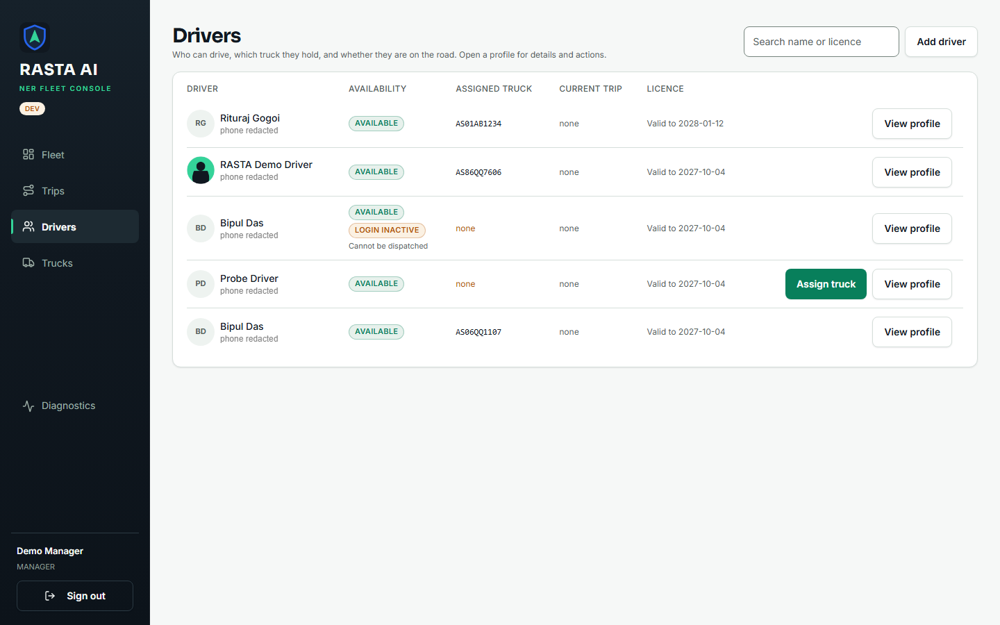 RASTA AI
NER FLEET CONSOLE
DEV
Fleet
Trips
Drivers
Trucks
Diagnostics
Demo Manager
MANAGER
Sign out
Drivers
Who can drive, which truck they hold, and whether they are on the road. Open a profile for details and actions.
Search name or licence
Add driver
DRIVER AVAILABILITY ASSIGNED TRUCK CURRENT TRIP LICENCE
RG Rituraj Gogoi AVAILABLE AS01AB1234 none Valid to 2028-01-12 View profile
phone redacted
RASTA Demo Driver AVAILABLE AS86QQ7606 none Valid to 2027-10-04 View profile
phone redacted
AVAILABLE
BD Bipul Das LOGIN INACTIVE none none Valid to 2027-10-04 View profile
phone redacted
Cannot be dispatched
PD Probe Driver AVAILABLE none none Valid to 2027-10-04 Assign truck View profile
phone redacted
BD Bipul Das AVAILABLE AS06QQ1107 none Valid to 2027-10-04 View profile
phone redacted